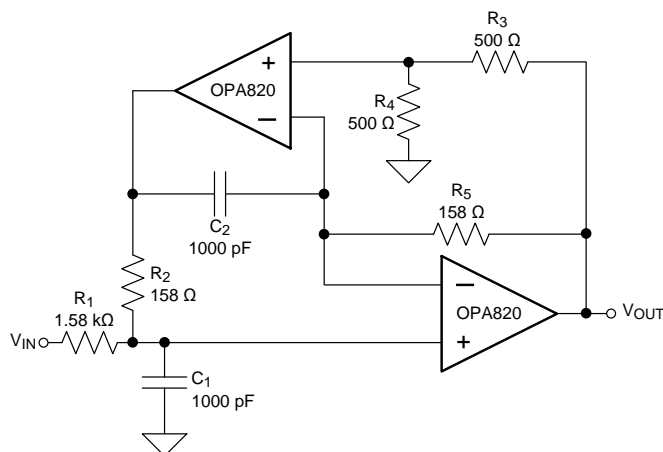 R3
500 Ω
+
OPA820
−
R4
500 Ω
R5
158 Ω
C2
1000 pF
R2
158 Ω
R1
1.58 kΩ
−
OPA820
+
VOUT
VIN
C1
1000 pF